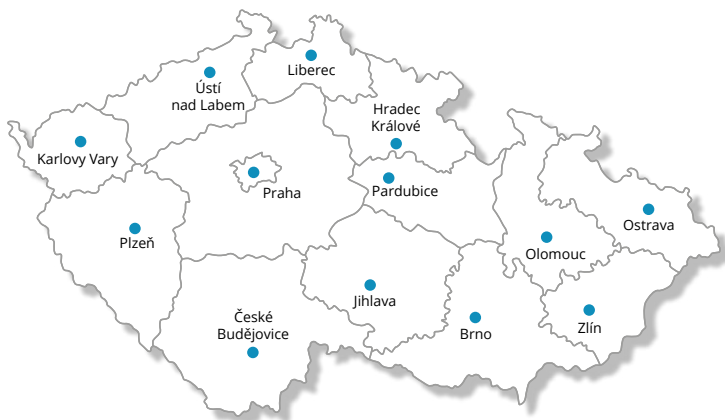 Liberec
Ústí
nad Labem
Hradec
Králové
Karlovy Vary
Praha
Pardubice
Ostrava
Plzeň
Olomouc
Jihlava
České
Budějovice
Brno
Zlín